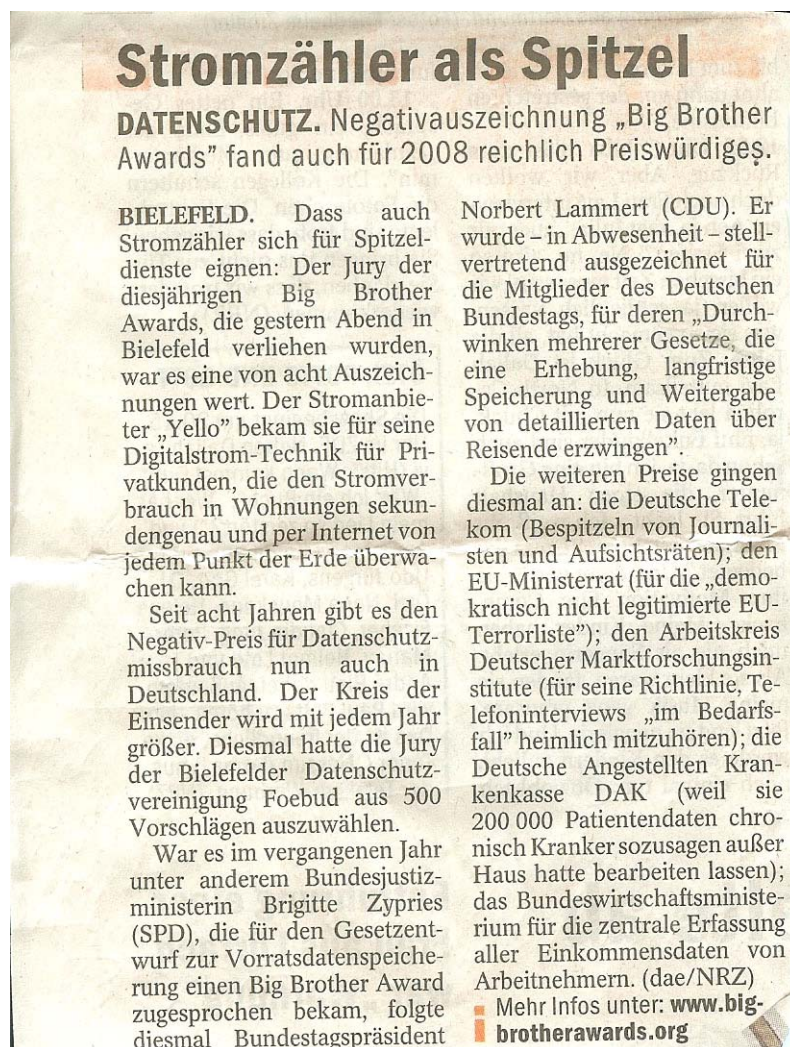 Stromzähler als Spitzel
DATENSCHUTZ. Negativauszeichnung „Big Brother
Awards" fand auch für 2008 reichlich Preiswürdiges.
BIELEFELD. Dass auch
Stromzähler sich für Spitzel-
dienste eignen: Der Jury der
diesjährigen Big Brother
Awards, die gestern Abend in
Bielefeld verliehen wurden,
war es eine von acht Auszeich-
nungen wert. Der Stromanbie-
ter „Yello" bekam sie für seine
Digitalstrom-Technik für Pri-
vatkunden, die den Stromver-
brauch in Wohnungen sekun-
dengenau und per Internet von
jedem Punkt der Erde überwa-
chen kann.
Seit acht Jahren gibt es den
Negativ-Preis für Datenschutz-
missbrauch nun auch in
Deutschland. Der Kreis der
Einsender wird mit jedem Jahr
größer. Diesmal hatte die Jury
der Bielefelder Datenschutz-
vereinigung Foebud aus 500
Vorschlägen auszuwählen.
War es im vergangenen Jahr
unter anderem Bundesjustiz-
ministerin Brigitte Zypries
(SPD), die für den Gesetzent-
wurf zur Vorratsdatenspeiche-
rung einen Big Brother Award
zugesprochen bekam, folgte
diesmal Bundestagspräsident
Norbert Lammert (CDU). Er
wurde – in Abwesenheit – stell-
vertretend ausgezeichnet für
die Mitglieder des Deutschen
Bundestags, für deren „Durch-
winken mehrerer Gesetze, die
eine Erhebung, langfristige
Speicherung und Weitergabe
von detaillierten Daten über
Reisende erzwingen".
Die weiteren Preise gingen
diesmal an: die Deutsche Tele-
kom (Bespitzeln von Journali-
sten und Aufsichtsräten); den
EU-Ministerrat (für die „demo-
kratisch nicht legitimierte EU-
Terrorliste"); den Arbeitskreis
Deutscher Marktforschungsin-
stitute (für seine Richtlinie, Te-
lefoninterviews „im Bedarfs-
fall" heimlich mitzuhören); die
Deutsche Angestellten Kran-
kenkasse DAK (weil sie
200 000 Patientendaten chro-
nisch Kranker sozusagen außer
Haus hatte bearbeiten lassen);
das Bundeswirtschaftsministe-
rium für die zentrale Erfassung
aller Einkommensdaten von
Arbeitnehmern. (dae/NRZ)
Mehr Infos unter: www.big-
brotherawards.org